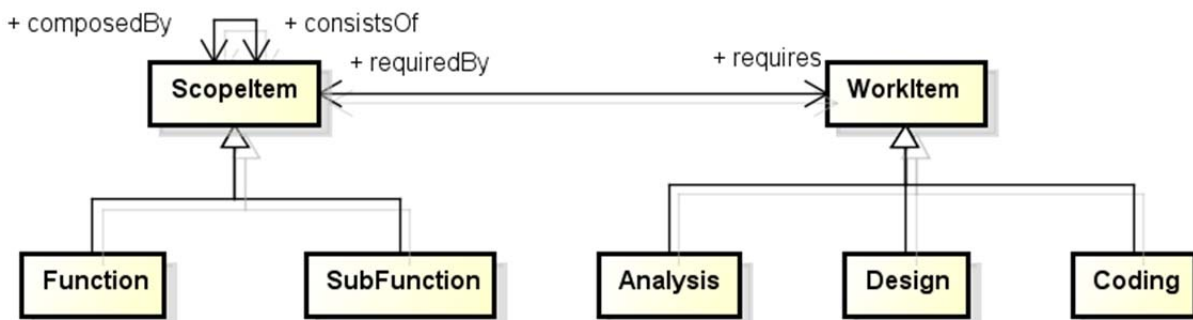 + composedBy
+ consistsOf
+ requiredBy
+ requires
ScopeItem
WorkItem
Function
SubFunction
Analysis
Design
Coding